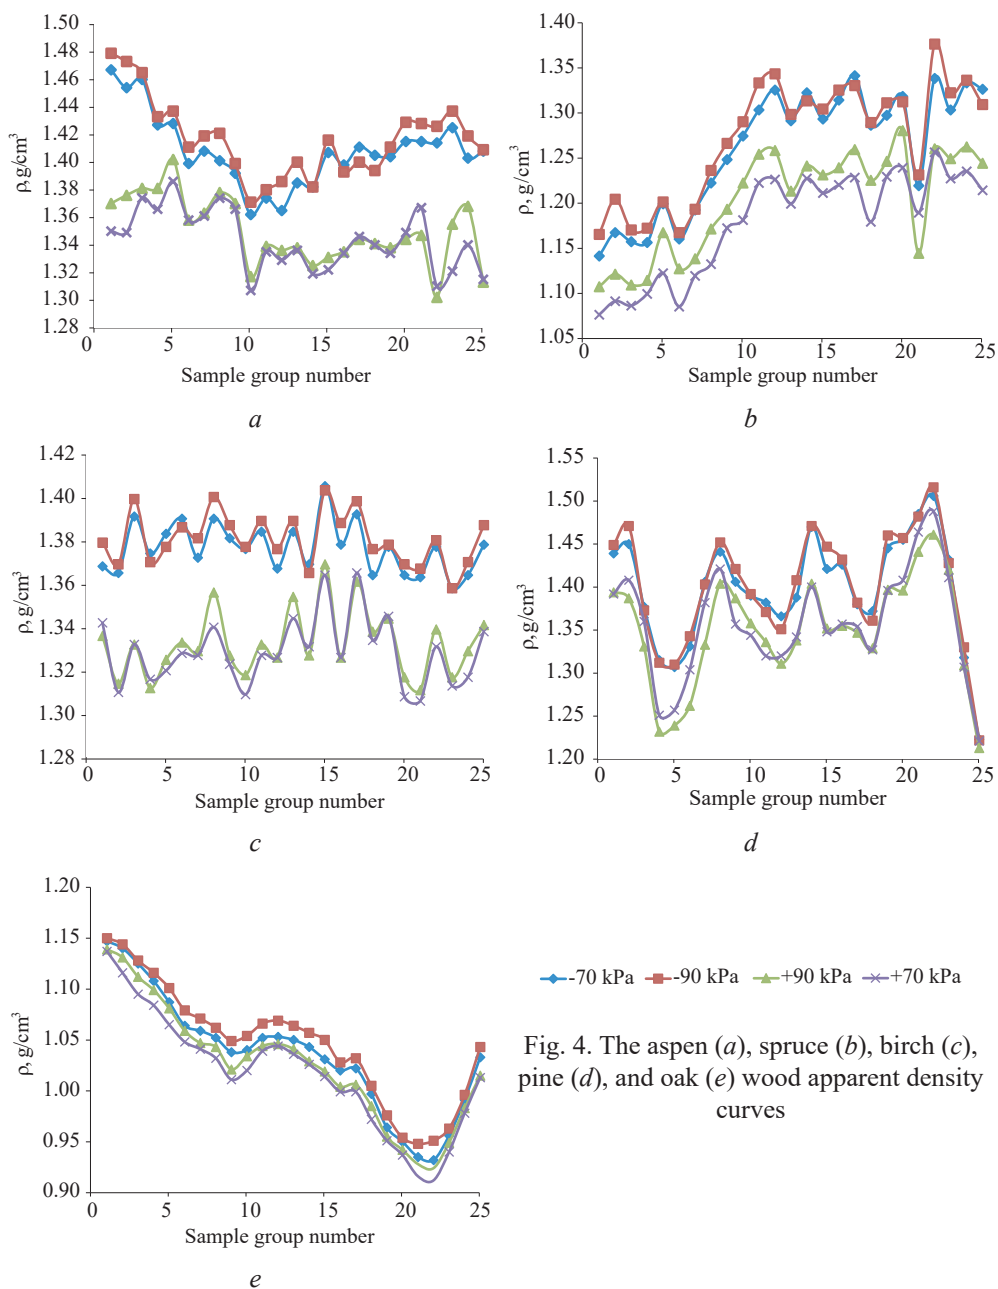 ρ, g/cm³
1.50
1.48
1.46
1.44
1.42
1.40
1.38
1.36
1.34
1.32
1.30
1.28
0 5 10 15 20 25
Sample group number
a
ρ, g/cm³
1.40
1.35
1.30
1.25
1.20
1.15
1.10
1.05
0 5 10 15 20 25
Sample group number
b
ρ, g/cm³
1.42
1.40
1.38
1.36
1.34
1.32
1.30
1.28
0 5 10 15 20 25
Sample group number
c
ρ, g/cm³
1.55
1.50
1.45
1.40
1.35
1.30
1.25
1.20
0 5 10 15 20 25
Sample group number
d
ρ, g/cm³
1.20
1.15
1.10
1.05
1.00
0.95
0.90
0 5 10 15 20 25
Sample group number
e
-70 kPa -90 kPa +90 kPa +70 kPa
Fig. 4. The aspen (a), spruce (b), birch (c),
pine (d), and oak (e) wood apparent density
curves